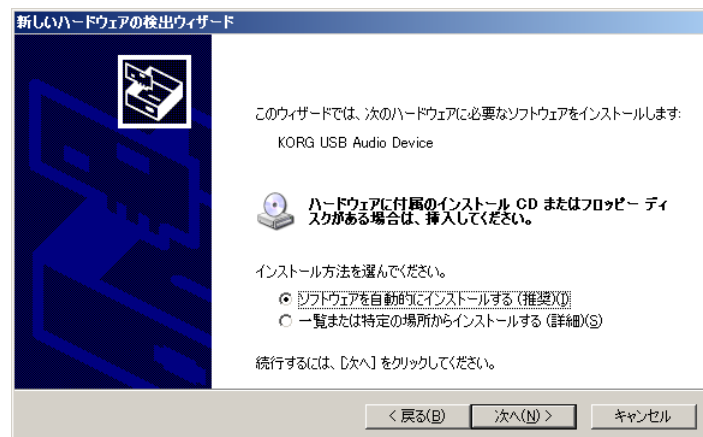 新しいハードウェアの検出ウィザード
このウィザードでは、次のハードウェアに必要なソフトウェアをインストールします:
KORG USB Audio Device
ハードウェアに付属のインストール CD またはフロッピー ディ
スクがある場合は、挿入してください。
インストール方法を選んでください。
ソフトウェアを自動的にインストールする (推奨)(I)
一覧または特定の場所からインストールする (詳細)(S)
続行するには、[次へ] をクリックしてください。
< 戻る(B) 次へ(N) > キャンセル